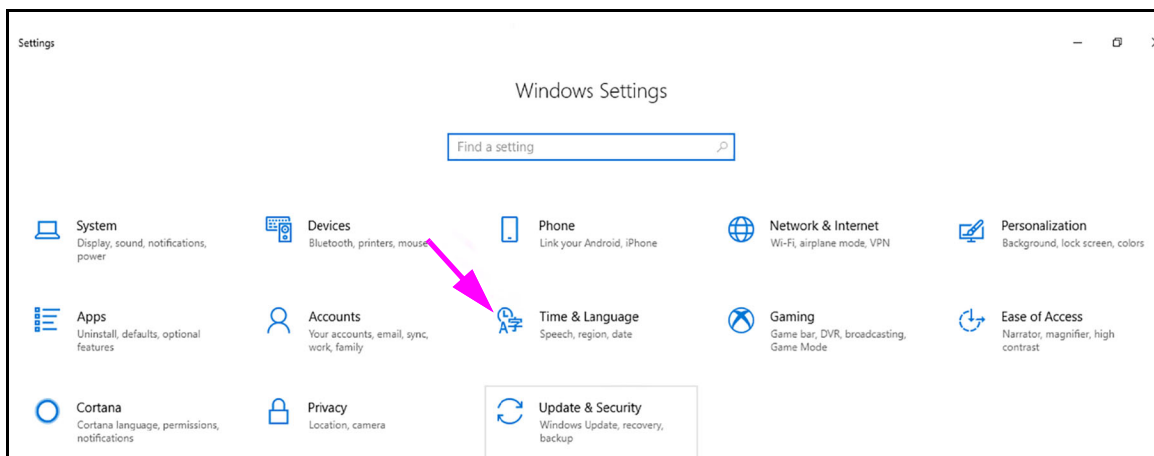 Settings
Windows Settings
Find a setting
System
Display, sound, notifications,
power
Devices
Bluetooth, printers, mouse
Phone
Link your Android, iPhone
Network & Internet
Wi-Fi, airplane mode, VPN
Personalization
Background, lock screen, colors
Apps
Uninstall, defaults, optional
features
Accounts
Your accounts, email, sync,
work, family
Time & Language
Speech, region, date
Gaming
Game bar, DVR, broadcasting,
Game Mode
Ease of Access
Narrator, magnifier, high
contrast
Cortana
Cortana language, permissions,
notifications
Privacy
Location, camera
Update & Security
Windows Update, recovery,
backup